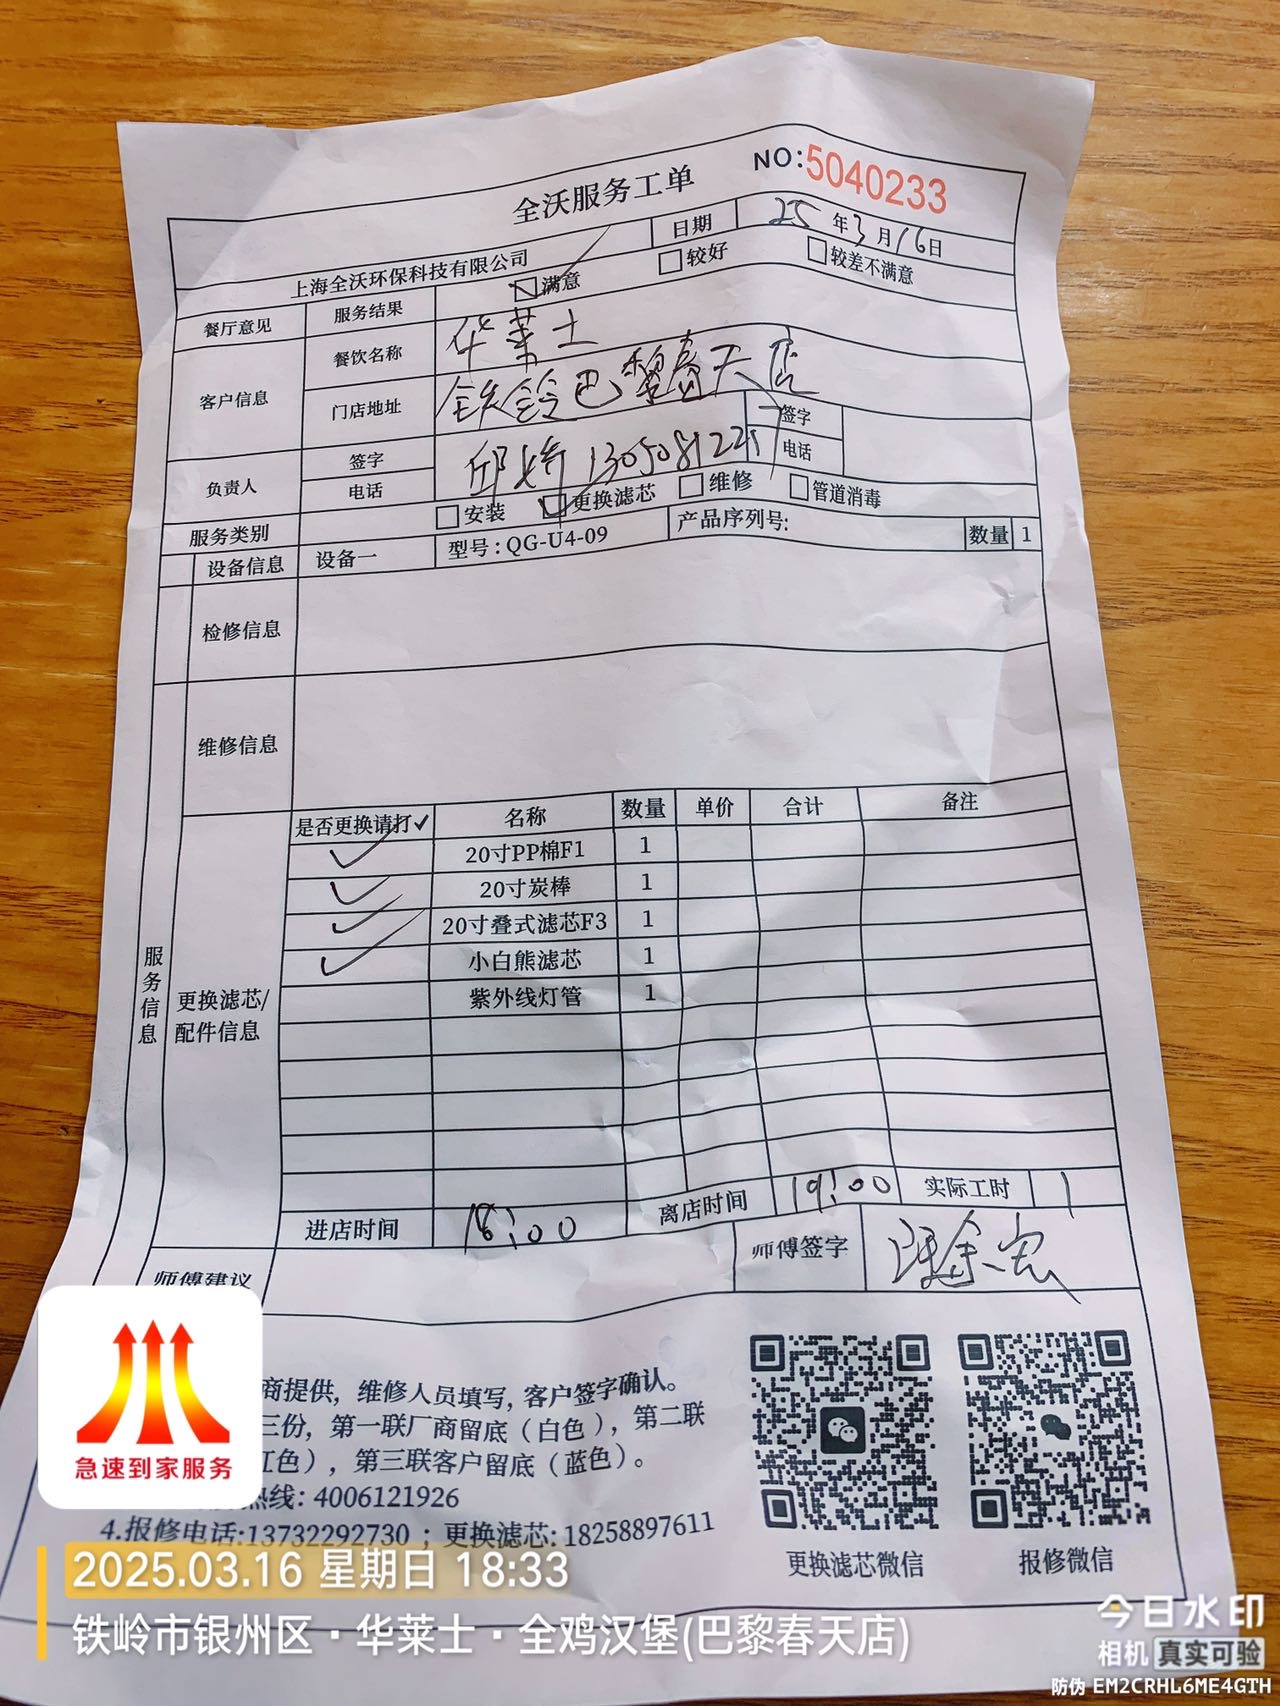 全沃服务工单
NO:5040233
上海全沃环保科技有限公司 日期 25年3月16日
餐厅意见 服务结果 满意 较好 较差不满意
客户信息 餐饮名称 华莱士
门店地址 铁铃巴黎春天店
负责人 签字 电话 邱娇 13050812257 签字 电话
服务类别 安装 更换滤芯 维修 管道消毒
设备信息 设备一 型号:QG-U4-09 产品序列号: 数量 1
检修信息
维修信息
服务信息
更换滤芯/配件信息
是否更换请打✓ 名称 数量 单价 合计 备注
✓ 20寸PP棉F1 1
✓ 20寸炭棒 1
✓ 20寸叠式滤芯F3 1
✓ 小白熊滤芯 1
紫外线灯管 1
进店时间 18:00 离店时间 19:00 实际工时 1
师傅建议 师傅签字
商提供，维修人员填写，客户签字确认。
三份，第一联厂商留底（白色），第二联
红色），第三联客户留底（蓝色）。
热线: 4006121926
4.报修电话:13732292730 ; 更换滤芯: 18258897611
更换滤芯微信 报修微信
急速到家服务
2025.03.16 星期日 18:33
铁岭市银州区·华莱士·全鸡汉堡(巴黎春天店)
今日水印
相机 真实可验
防伪 EM2CRHL6ME4GTH